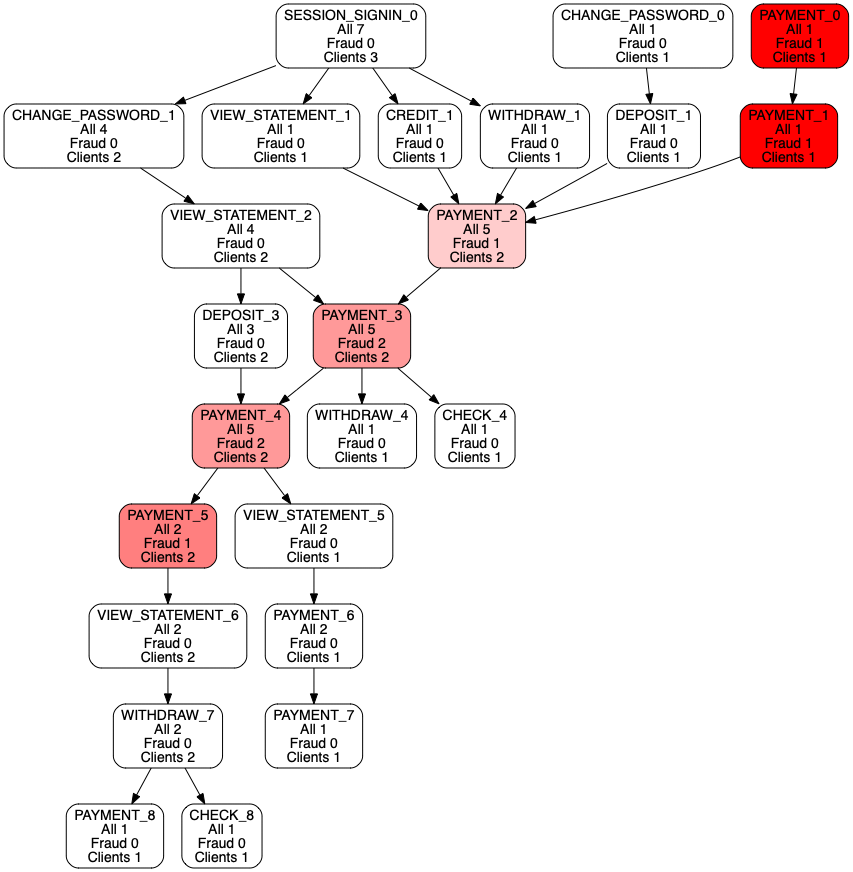 SESSION_SIGNIN_0
All 7
Fraud 0
Clients 3
CHANGE_PASSWORD_0
All 1
Fraud 0
Clients 1
PAYMENT_0
All 1
Fraud 1
Clients 1
CHANGE_PASSWORD_1
All 4
Fraud 0
Clients 2
VIEW_STATEMENT_1
All 1
Fraud 0
Clients 1
CREDIT_1
All 1
Fraud 0
Clients 1
WITHDRAW_1
All 1
Fraud 0
Clients 1
DEPOSIT_1
All 1
Fraud 0
Clients 1
PAYMENT_1
All 1
Fraud 1
Clients 1
VIEW_STATEMENT_2
All 4
Fraud 0
Clients 2
PAYMENT_2
All 5
Fraud 1
Clients 2
DEPOSIT_3
All 3
Fraud 0
Clients 2
PAYMENT_3
All 5
Fraud 2
Clients 2
PAYMENT_4
All 5
Fraud 2
Clients 2
WITHDRAW_4
All 1
Fraud 0
Clients 1
CHECK_4
All 1
Fraud 0
Clients 1
PAYMENT_5
All 2
Fraud 1
Clients 2
VIEW_STATEMENT_5
All 2
Fraud 0
Clients 1
VIEW_STATEMENT_6
All 2
Fraud 0
Clients 2
PAYMENT_6
All 2
Fraud 0
Clients 1
WITHDRAW_7
All 2
Fraud 0
Clients 2
PAYMENT_7
All 1
Fraud 0
Clients 1
PAYMENT_8
All 1
Fraud 0
Clients 1
CHECK_8
All 1
Fraud 0
Clients 1